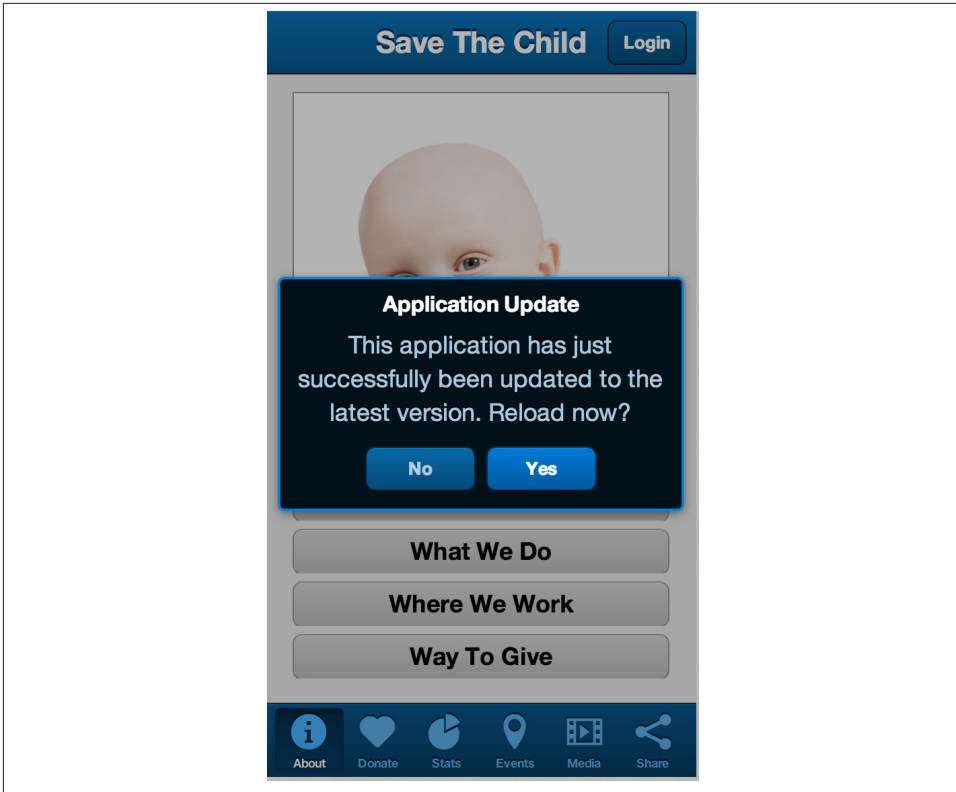 Save The Child
Login
Application Update
This application has just
successfully been updated to the
latest version. Reload now?
No
Yes
What We Do
Where We Work
Way To Give
About
Donate
Stats
Events
Media
Share